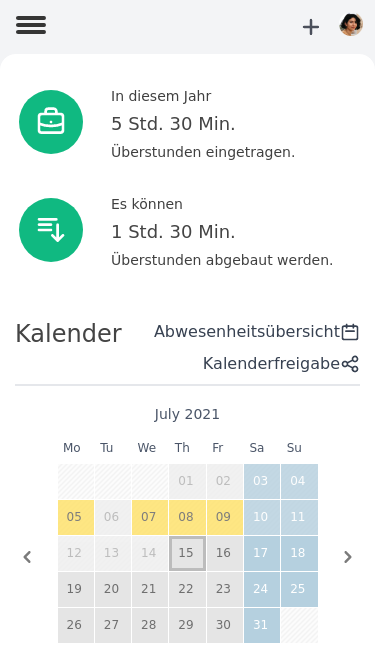 In diesem Jahr
5 Std. 30 Min.
Überstunden eingetragen.
Es können
1 Std. 30 Min.
Überstunden abgebaut werden.
Kalender
Abwesenheitsübersicht
Kalenderfreigabe
July 2021
Mo Tu We Th Fr Sa Su
01 02 03 04
05 06 07 08 09 10 11
12 13 14 15 16 17 18
19 20 21 22 23 24 25
26 27 28 29 30 31